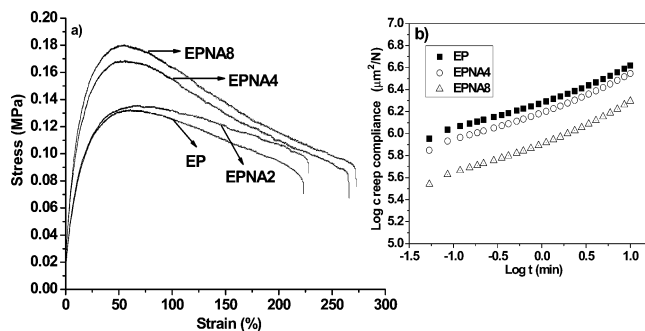 a)
0.20
0.18
0.16
0.14
0.12
0.10
0.08
0.06
0.04
0.02
0.00
Stress (MPa)
EPNA8
EPNA4
EP
EPNA2
0 50 100 150 200 250 300
Strain (%)
b)
7.0
6.8
6.6
6.4
6.2
6.0
5.8
5.6
5.4
5.2
5.0
Log creep compliance (μm²/N)
EP
EPNA4
EPNA8
-1.5 -1.0 -0.5 0.0 0.5 1.0
Log t (min)